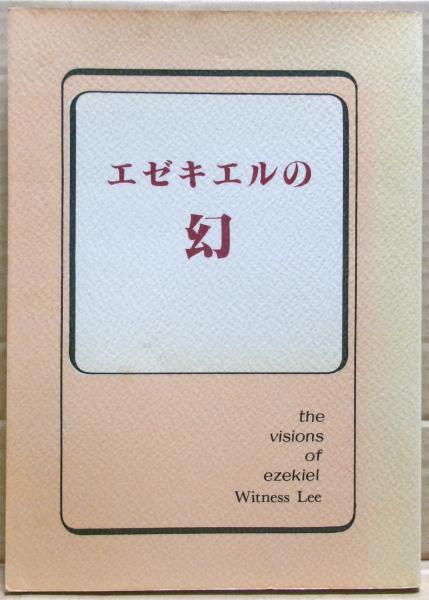 エゼキエルの
幻
the
visions
of
ezekiel
Witness Lee